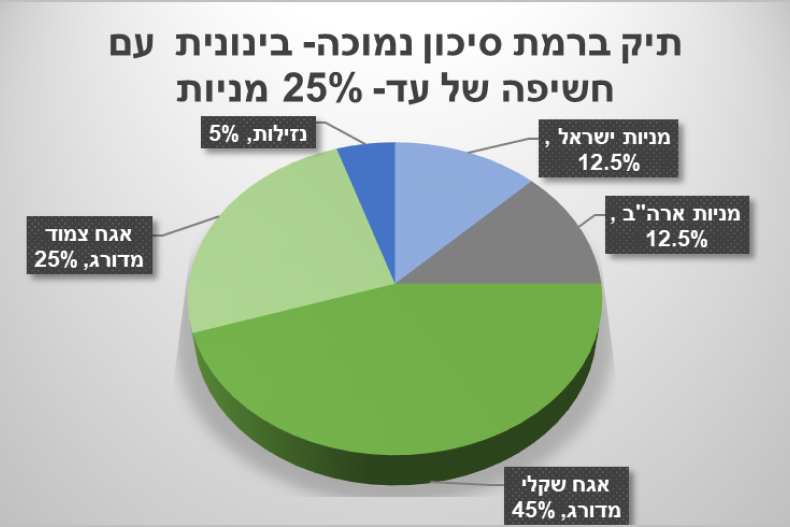 תיק ברמת סיכון נמוכה- בינונית עם
חשיפה של עד- 25% מניות
נזילות, 5%
מניות ישראל ,
12.5%
מניות ארה"ב ,
12.5%
אגח צמוד
מדורג, 25%
אגח שקלי
מדורג, 45%